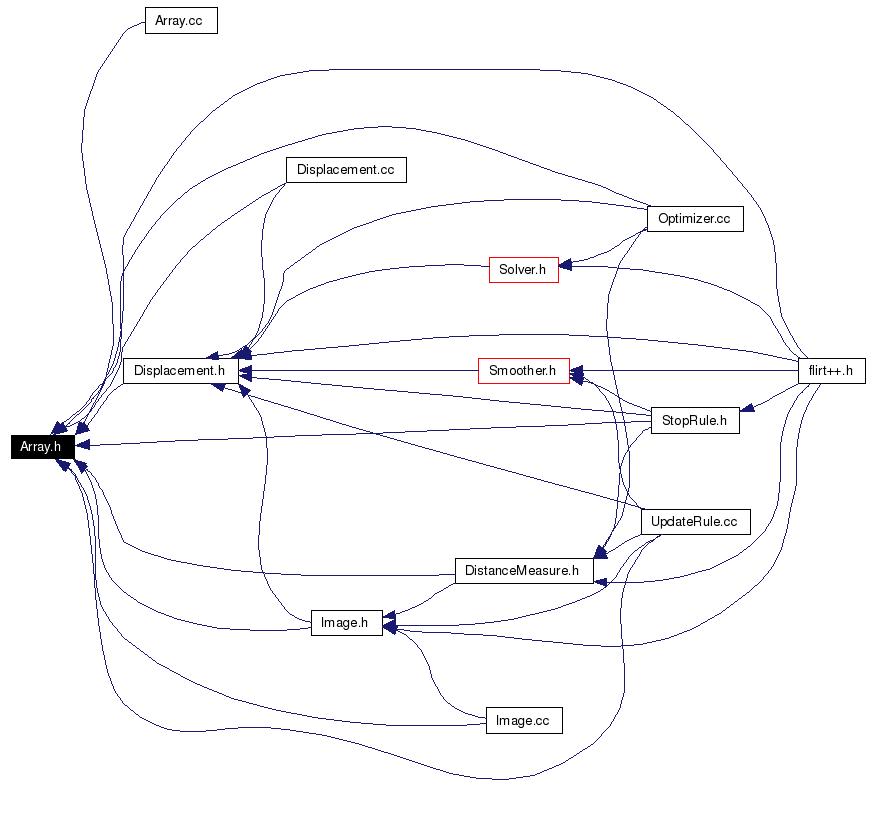 Array.cc
Displacement.cc
Optimizer.cc
Solver.h
Displacement.h
Smoother.h
flirt++.h
StopRule.h
Array.h
UpdateRule.cc
DistanceMeasure.h
Image.h
Image.cc